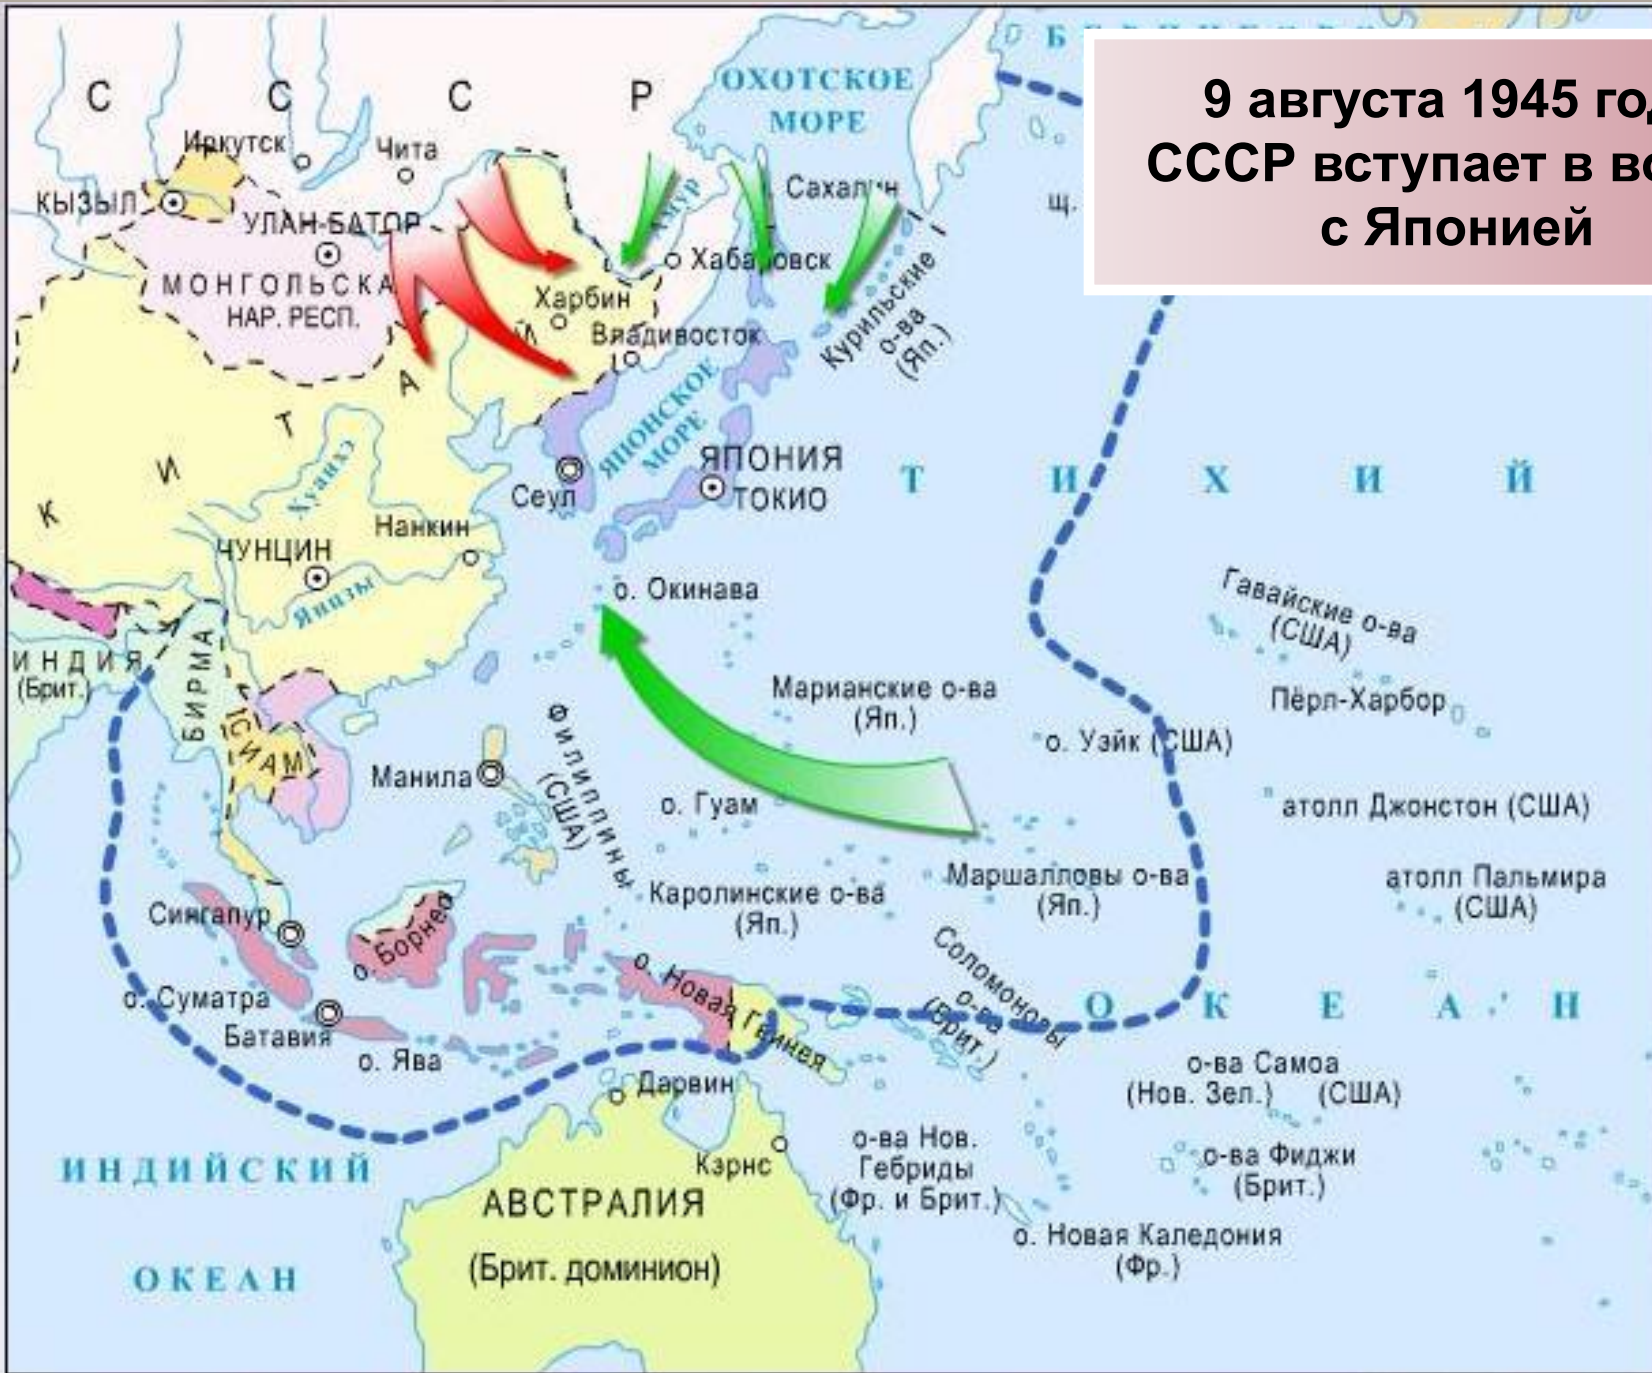 9 августа 1945 го
СССР вступает в во
с Японией
С С С Р
ОХОТСКОЕ
МОРЕ
Иркутск
Чита
КЫЗЫЛ
УЛАН-БАТОР
МОНГОЛЬСКА
НАР. РЕСП.
АМУР
Сахалин
Хабаровск
щ.
Харбин
Владивосток
Курильские
о-ва
(Яп.)
КИТАЙ
ЯПОНСКОЕ
МОРЕ
ЯПОНИЯ
ТОКИО
Сеул
Хуанхэ
Нанкин
ЧУНЦИН
Янцзы
Т И Х И Й
о. Окинава
Гавайские о-ва
(США)
ИНДИЯ
(Брит.)
БИРМА
СИАМ
Марианские о-ва
(Яп.)
Пёрл-Харбор
о. Уэйк (США)
Манила
Филиппины
(США)
о. Гуам
атолл Джонстон (США)
Каролинские о-ва
(Яп.)
Маршалловы о-ва
(Яп.)
атолл Пальмира
(США)
Сингапур
о. Борнео
о. Новая Гвинея
Соломоновы
о-ва
(Брит.)
О К Е А Н
о. Суматра
Батавия
о. Ява
Дарвин
о-ва Самоа
(Нов. Зел.) (США)
Кэрнс
о-ва Нов.
Гебриды
(Фр. и Брит.)
о-ва Фиджи
(Брит.)
ИНДИЙСКИЙ
ОКЕАН
АВСТРАЛИЯ
(Брит. доминион)
о. Новая Каледония
(Фр.)